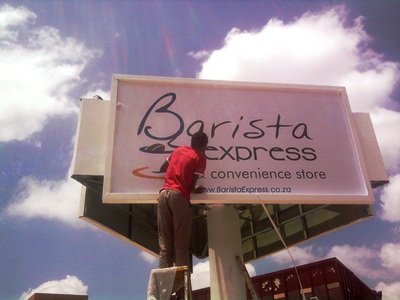 Barista
express
convenience store
www.BaristaExpress.co.za